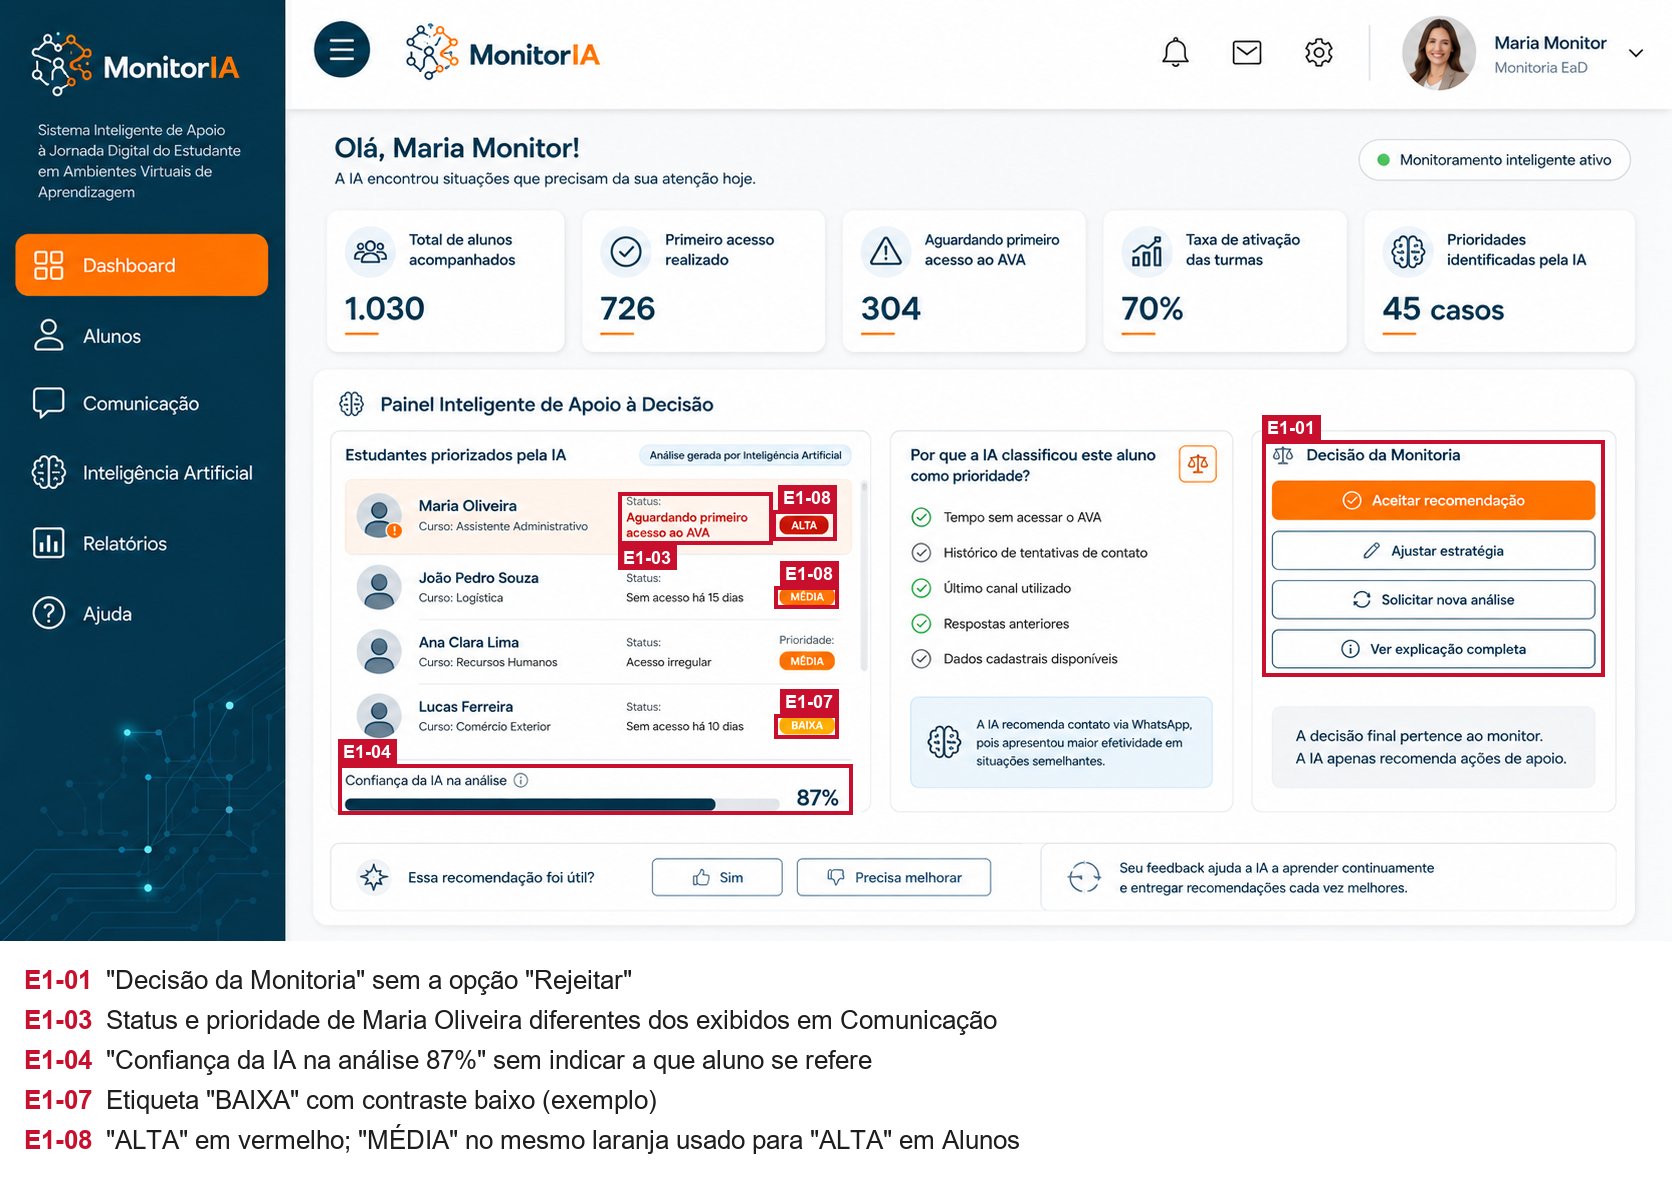 MonitorIA
Sistema Inteligente de Apoio
à Jornada Digital do Estudante
em Ambientes Virtuais de
Aprendizagem
Dashboard
Alunos
Comunicação
Inteligência Artificial
Relatórios
Ajuda
MonitorIA
Maria Monitor
Monitoria EaD
Olá, Maria Monitor!
A IA encontrou situações que precisam da sua atenção hoje.
Monitoramento inteligente ativo
Total de alunos
acompanhados
1.030
Primeiro acesso
realizado
726
Aguardando primeiro
acesso ao AVA
304
Taxa de ativação
das turmas
70%
Prioridades
identificadas pela IA
45 casos
Painel Inteligente de Apoio à Decisão
Estudantes priorizados pela IA
Análise gerada por Inteligência Artificial
Maria Oliveira
Curso: Assistente Administrativo
Status:
Aguardando primeiro
acesso ao AVA
E1-03
E1-08
ALTA
João Pedro Souza
Curso: Logística
Status:
Sem acesso há 15 dias
E1-08
MÉDIA
Ana Clara Lima
Curso: Recursos Humanos
Status:
Acesso irregular
Prioridade:
MÉDIA
Lucas Ferreira
Curso: Comércio Exterior
Status:
Sem acesso há 10 dias
E1-07
BAIXA
E1-04
Confiança da IA na análise
87%
Por que a IA classificou este aluno
como prioridade?
Tempo sem acessar o AVA
Histórico de tentativas de contato
Último canal utilizado
Respostas anteriores
Dados cadastrais disponíveis
A IA recomenda contato via WhatsApp,
pois apresentou maior efetividade em
situações semelhantes.
E1-01
Decisão da Monitoria
Aceitar recomendação
Ajustar estratégia
Solicitar nova análise
Ver explicação completa
A decisão final pertence ao monitor.
A IA apenas recomenda ações de apoio.
Essa recomendação foi útil?
Sim
Precisa melhorar
Seu feedback ajuda a IA a aprender continuamente
e entregar recomendações cada vez melhores.
E1-01 "Decisão da Monitoria" sem a opção "Rejeitar"
E1-03 Status e prioridade de Maria Oliveira diferentes dos exibidos em Comunicação
E1-04 "Confiança da IA na análise 87%" sem indicar a que aluno se refere
E1-07 Etiqueta "BAIXA" com contraste baixo (exemplo)
E1-08 "ALTA" em vermelho; "MÉDIA" no mesmo laranja usado para "ALTA" em Alunos